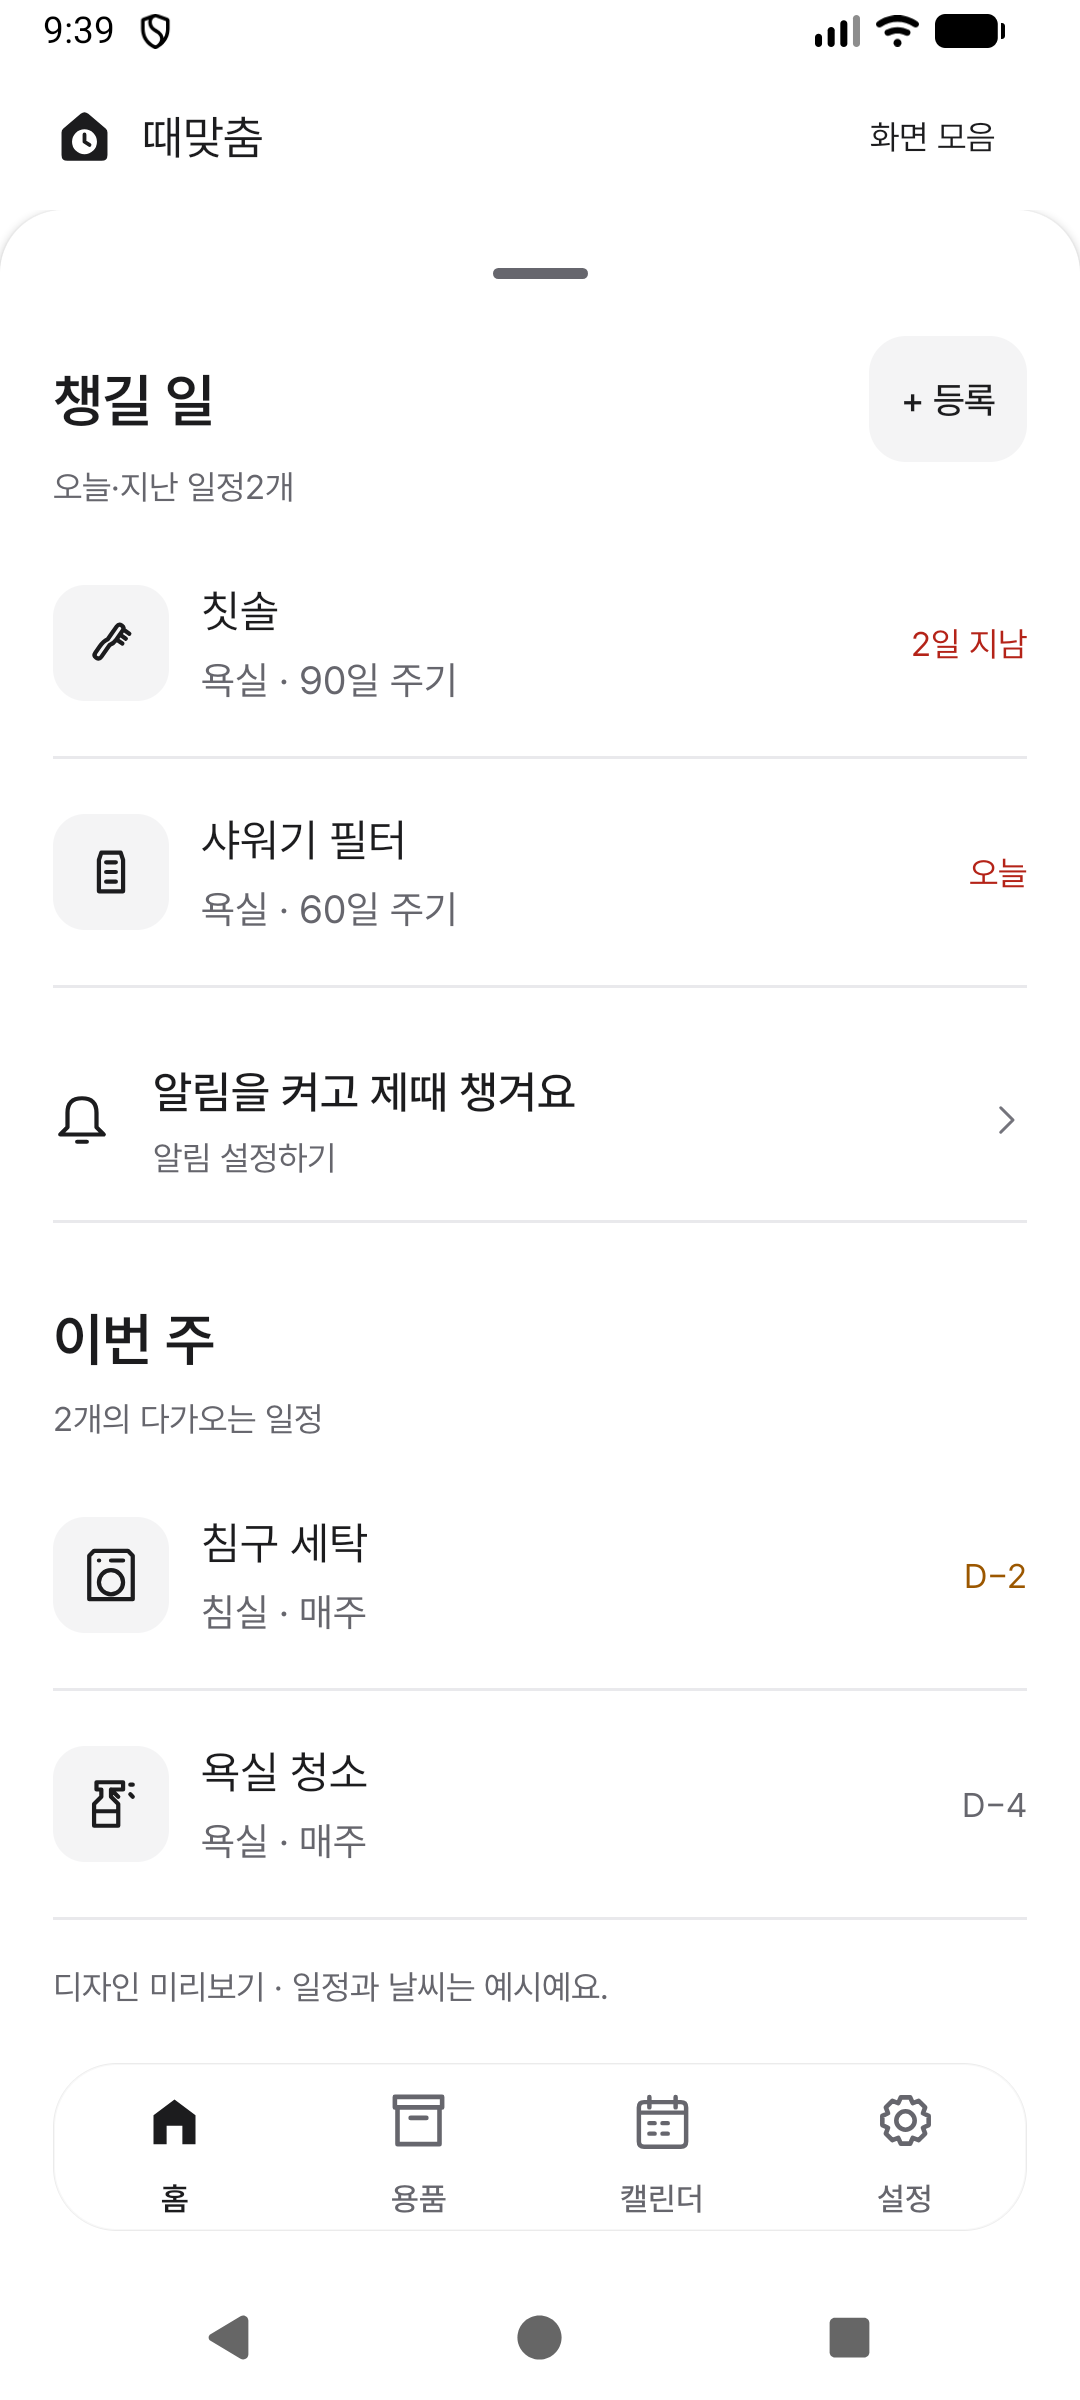 9:39
때맞춤
화면 모음
챙길 일
+ 등록
오늘·지난 일정2개
칫솔
욕실 · 90일 주기
2일 지남
샤워기 필터
욕실 · 60일 주기
오늘
알림을 켜고 제때 챙겨요
알림 설정하기
이번 주
2개의 다가오는 일정
침구 세탁
침실 · 매주
D-2
욕실 청소
욕실 · 매주
D-4
디자인 미리보기 · 일정과 날씨는 예시예요.
홈
용품
캘린더
설정